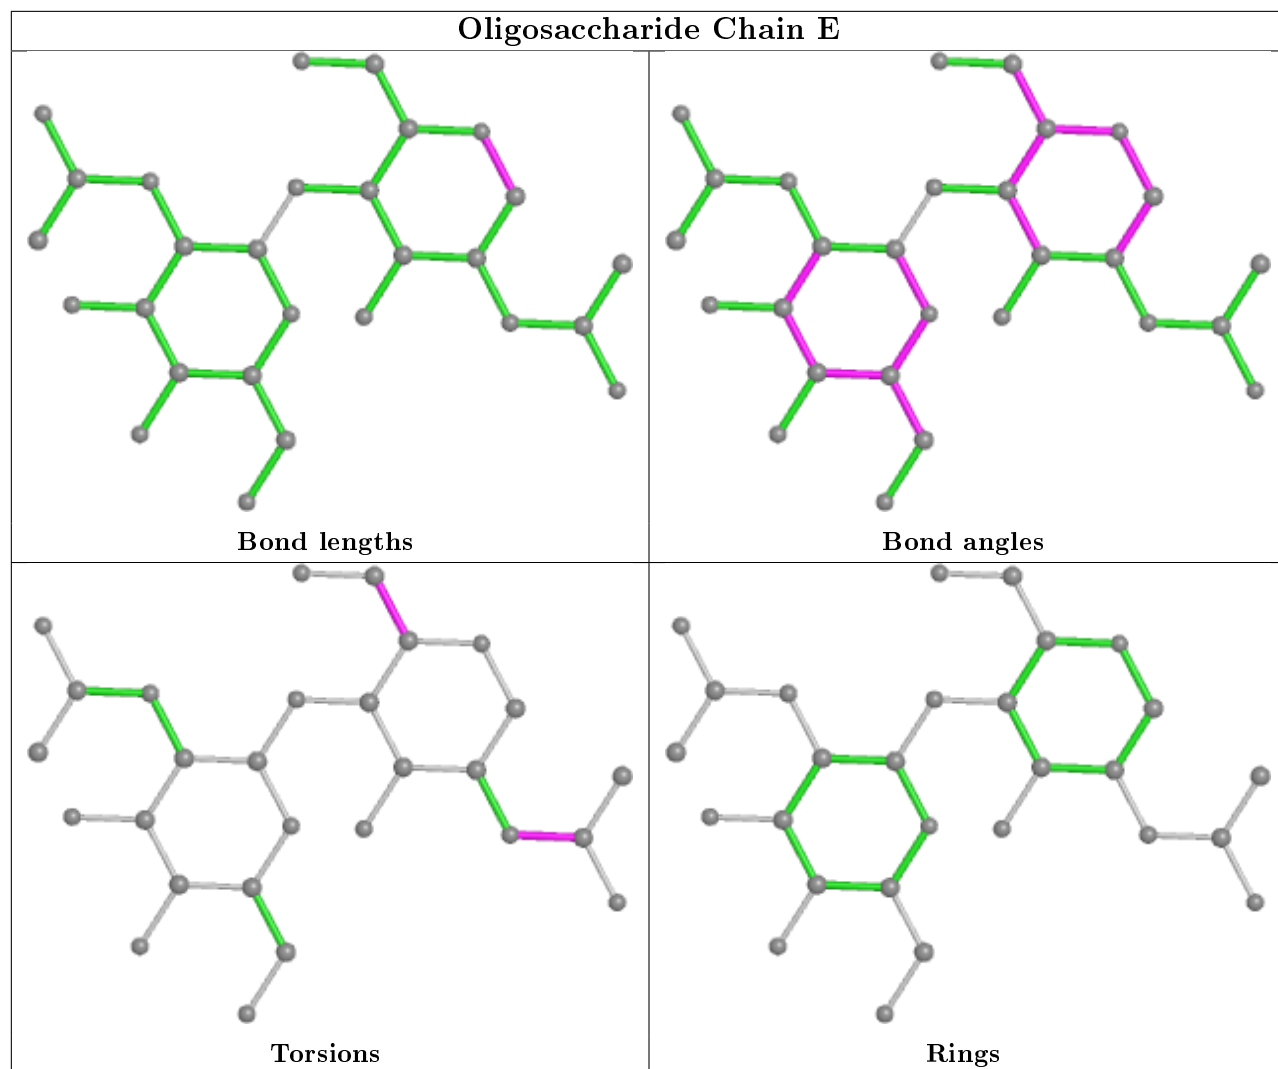 Oligosaccharide Chain E
Bond lengths
Bond angles
Torsions
Rings